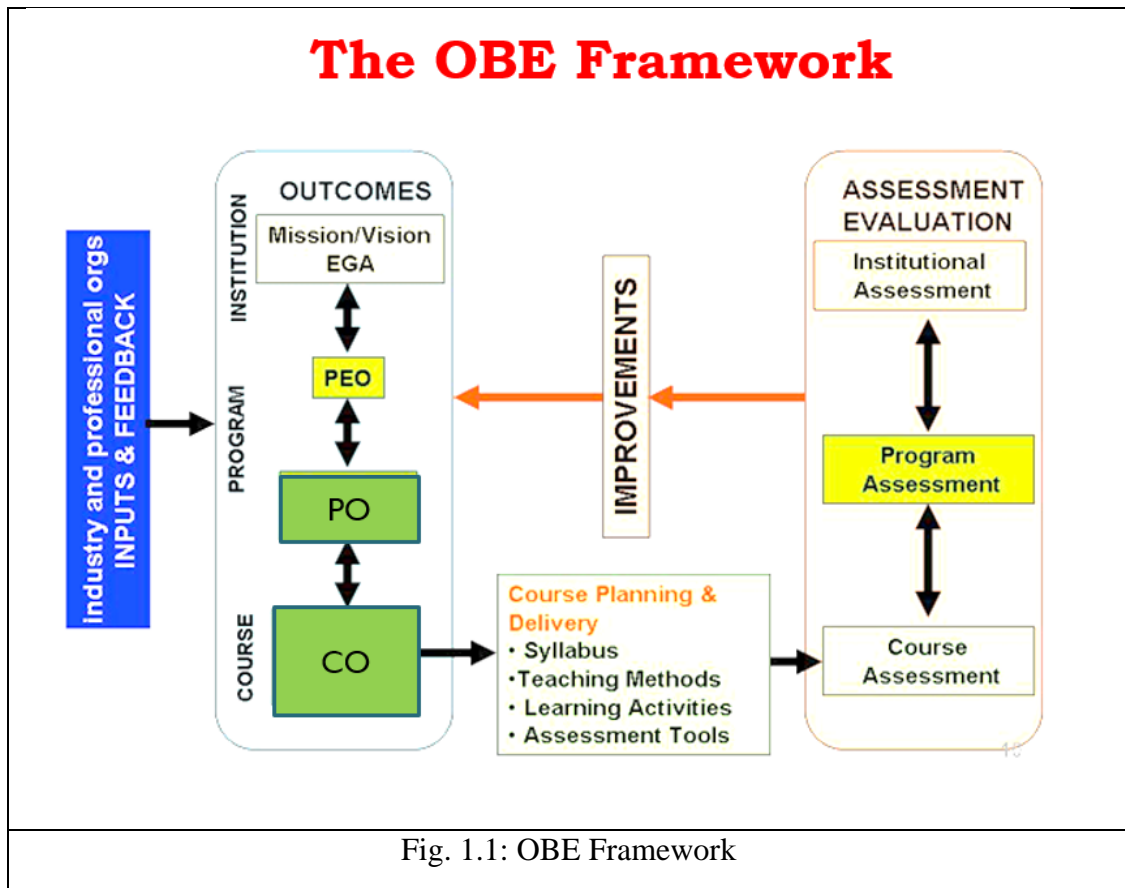 The OBE Framework
industry and professional orgs
INPUTS & FEEDBACK
INSTITUTION
PROGRAM
COURSE
OUTCOMES
Mission/Vision
EGA
PEO
PO
CO
Course Planning &
Delivery
• Syllabus
•Teaching Methods
• Learning Activities
• Assessment Tools
IMPROVEMENTS
ASSESSMENT
EVALUATION
Institutional
Assessment
Program
Assessment
Course
Assessment
Fig. 1.1: OBE Framework